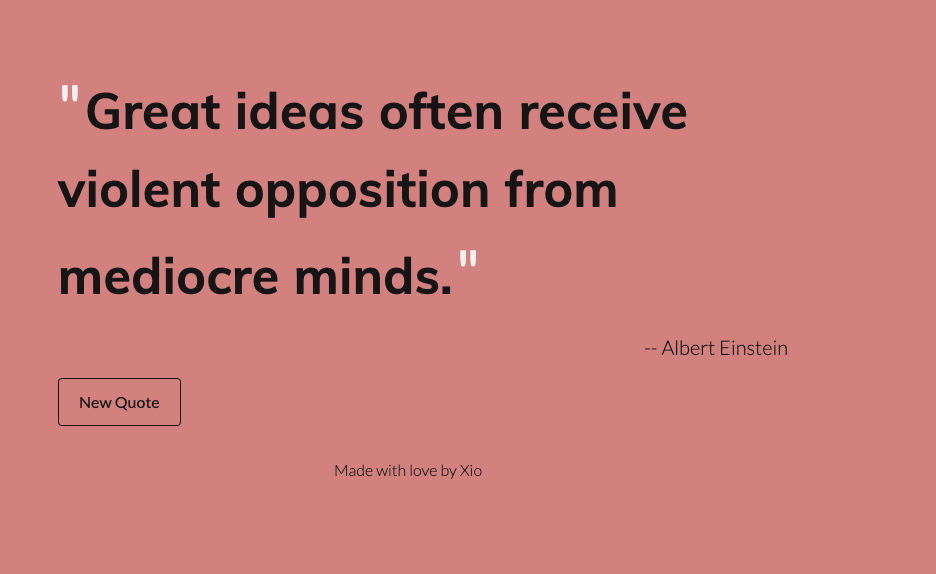 "Great ideas often receive
violent opposition from
mediocre minds."
-- Albert Einstein
New Quote
Made with love by Xio